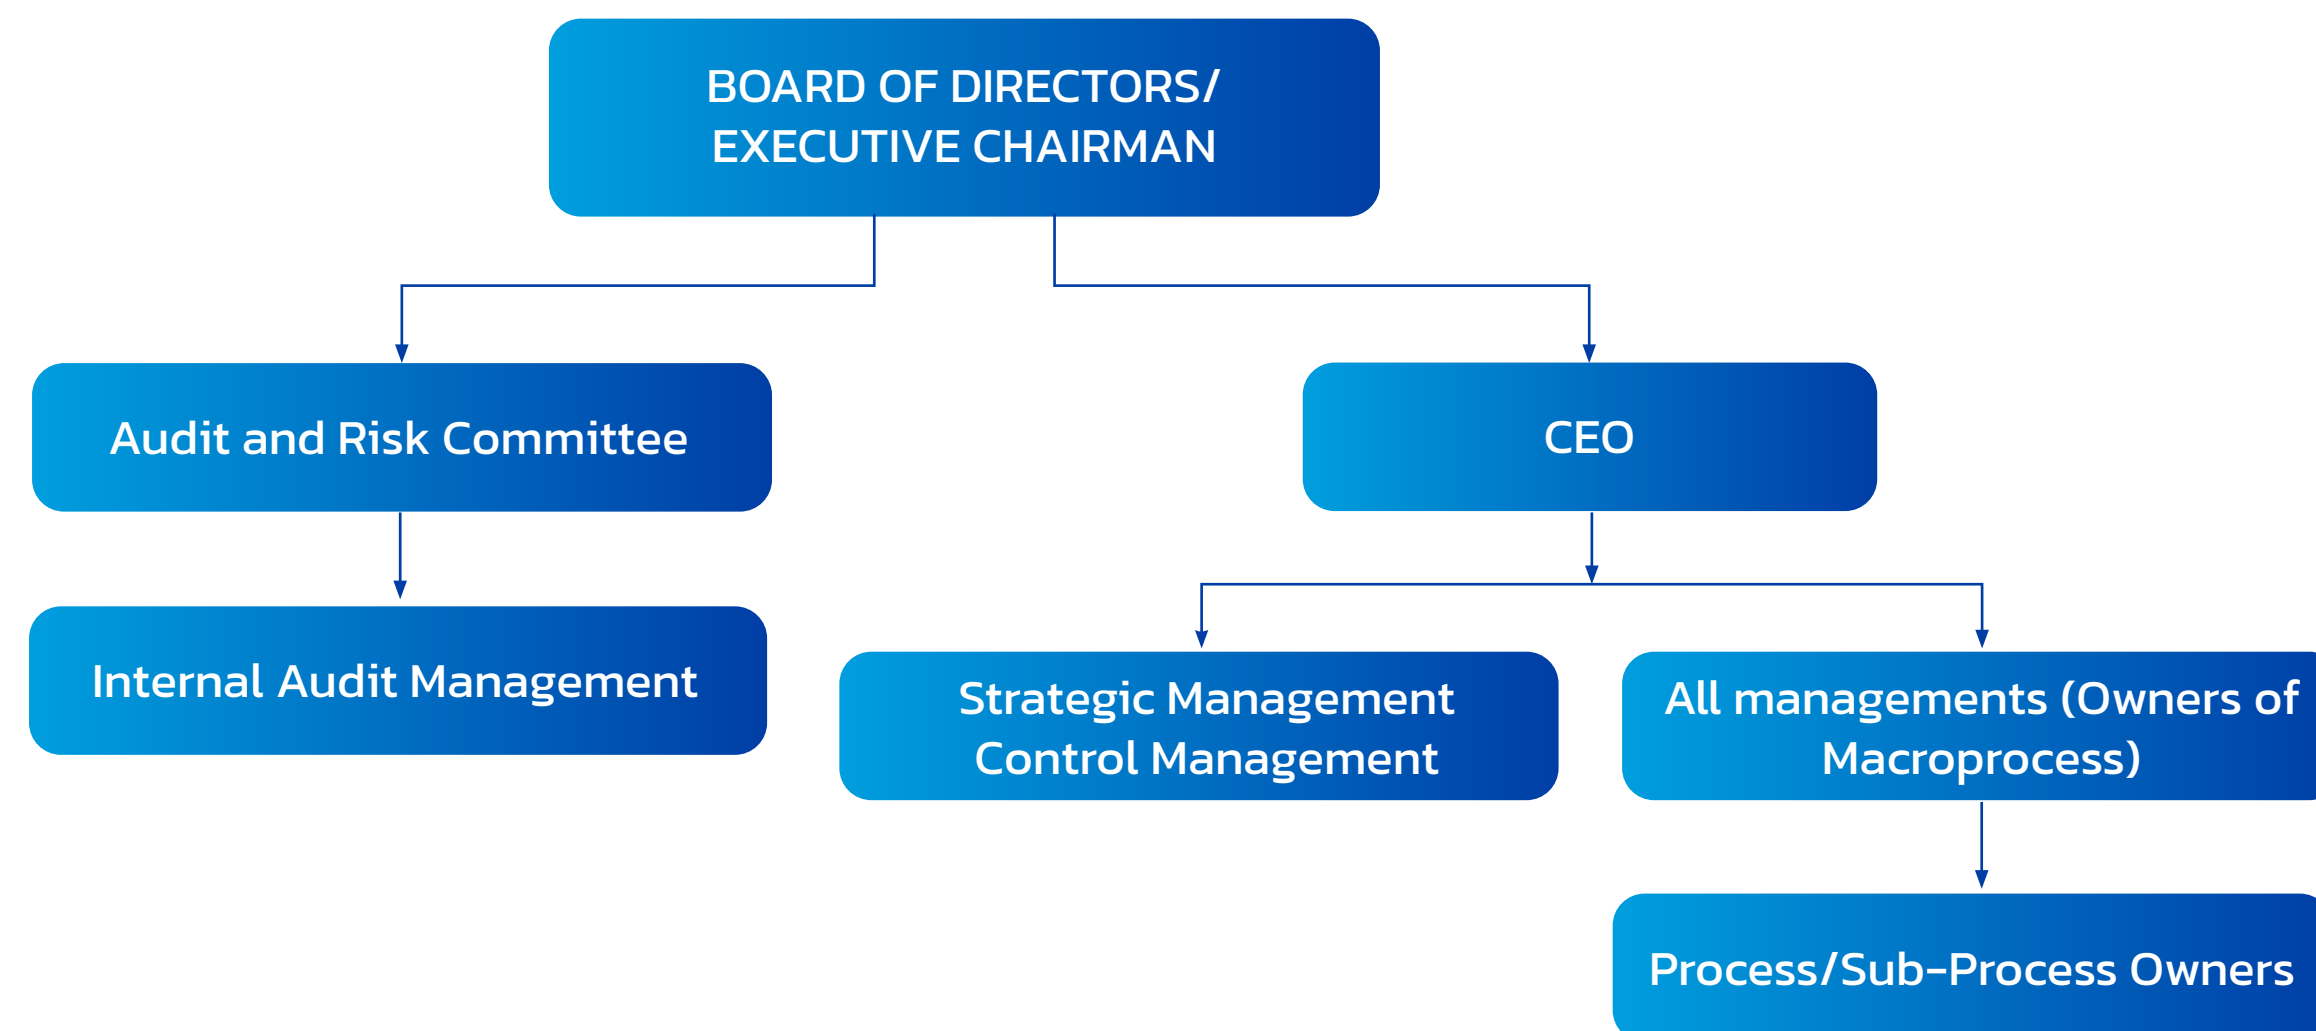 BOARD OF DIRECTORS/
EXECUTIVE CHAIRMAN
Audit and Risk Committee
CEO
Internal Audit Management
Strategic Management
Control Management
All managements (Owners of
Macroprocess)
Process/Sub-Process Owners